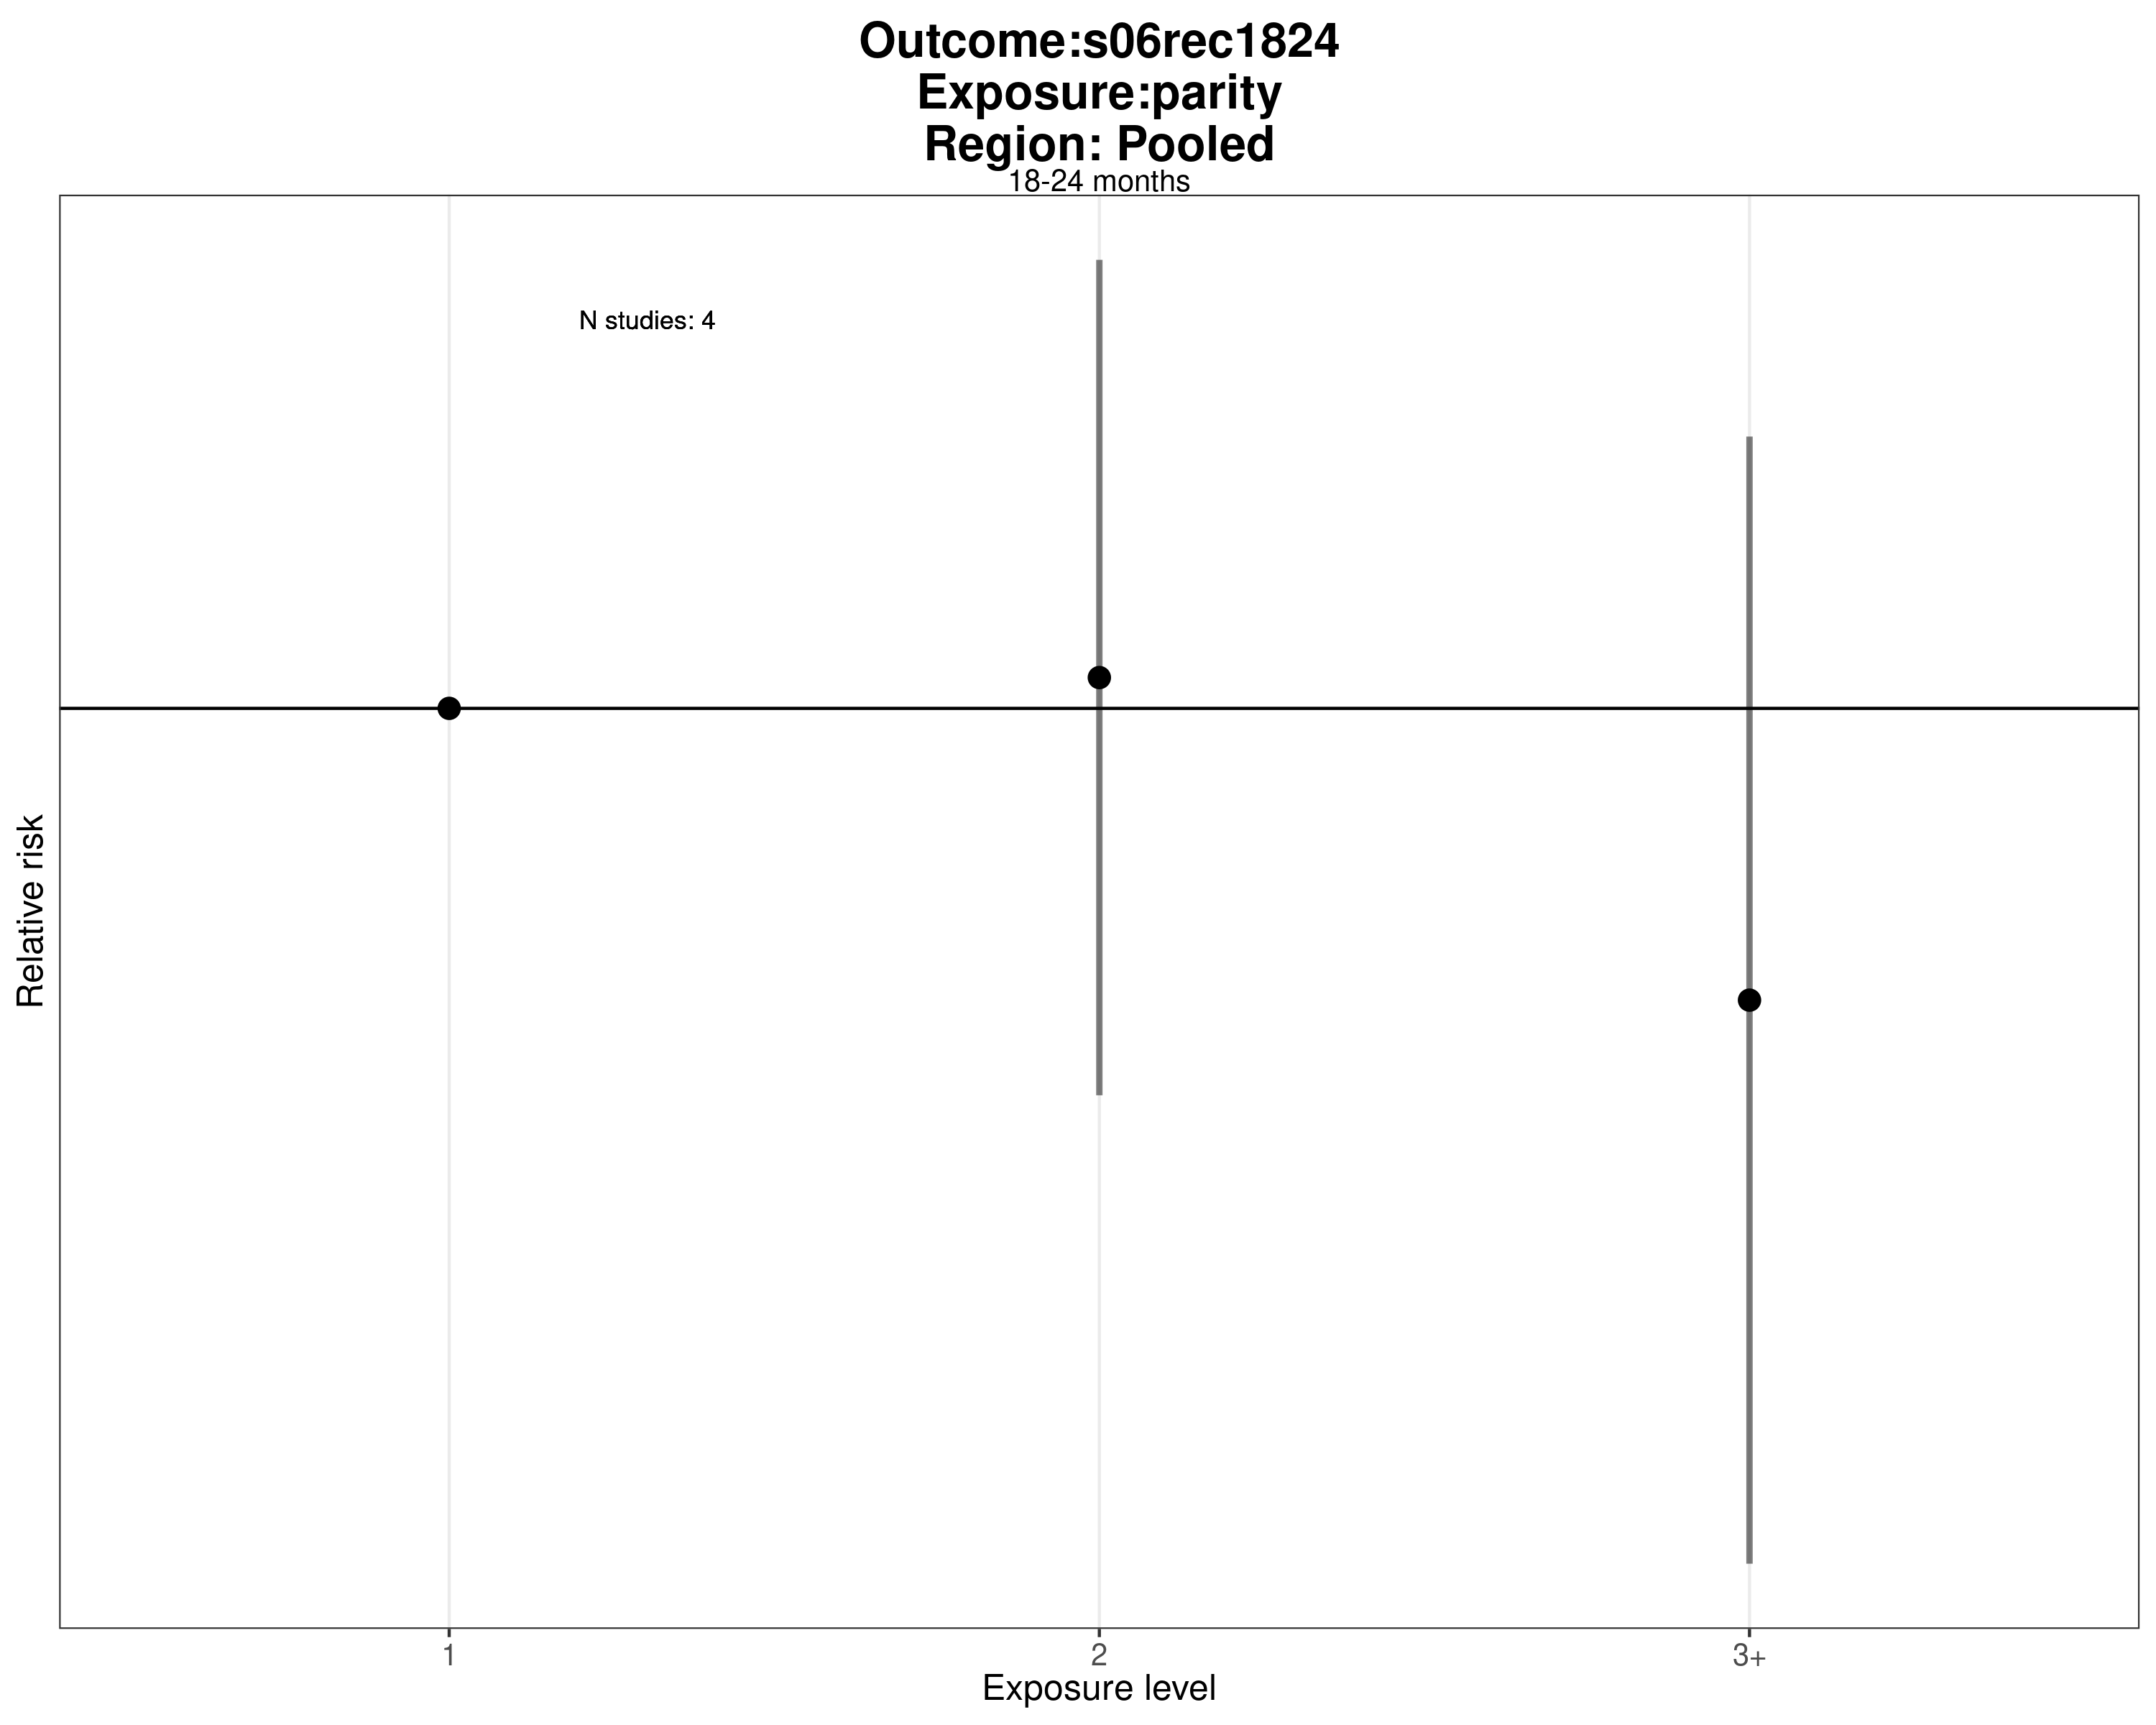 Outcome:s06rec1824
Exposure:parity
Region: Pooled
18-24 months
N studies: 4
Relative risk
1
2
3+
Exposure level